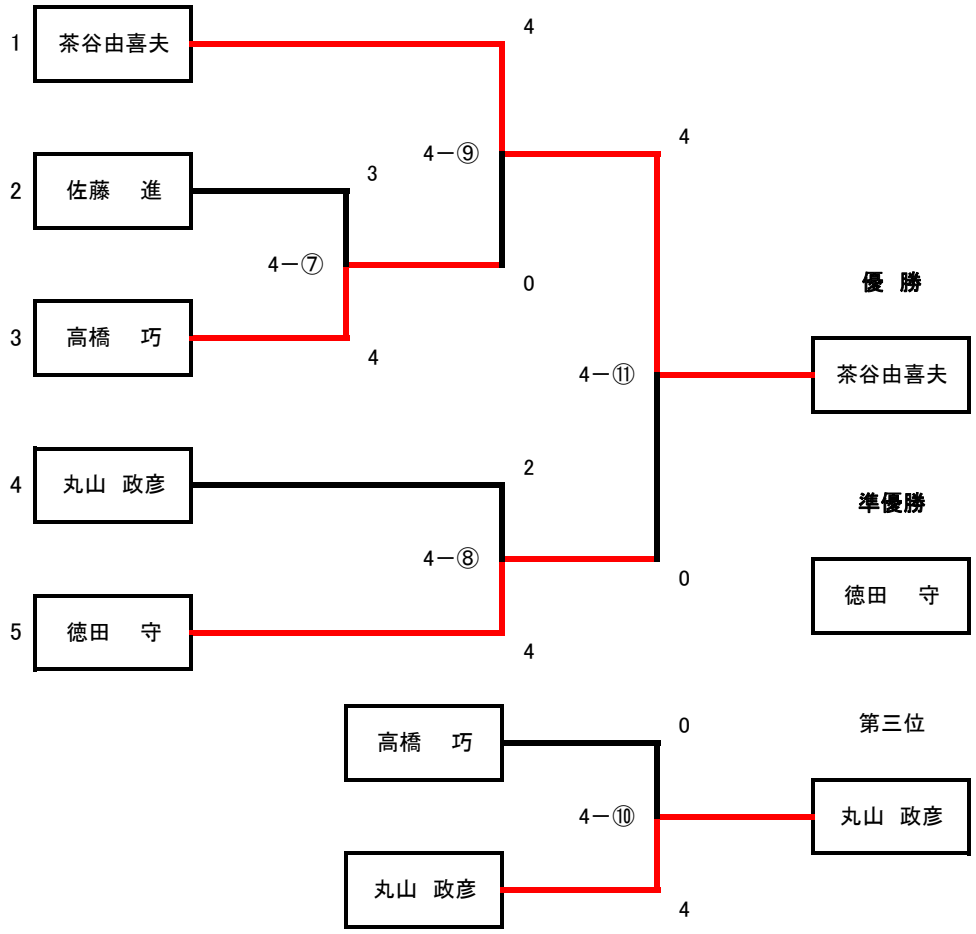 4
1 茶谷由喜夫
4
4－⑨
3
2 佐藤　進
4－⑦
0
優 勝
3 高橋　巧
4
4－⑪
茶谷由喜夫
2
4 丸山 政彦
準優勝
4－⑧
0
徳田　守
5 徳田　守
4
0
第三位
高橋　巧
4－⑩
丸山 政彦
丸山 政彦
4